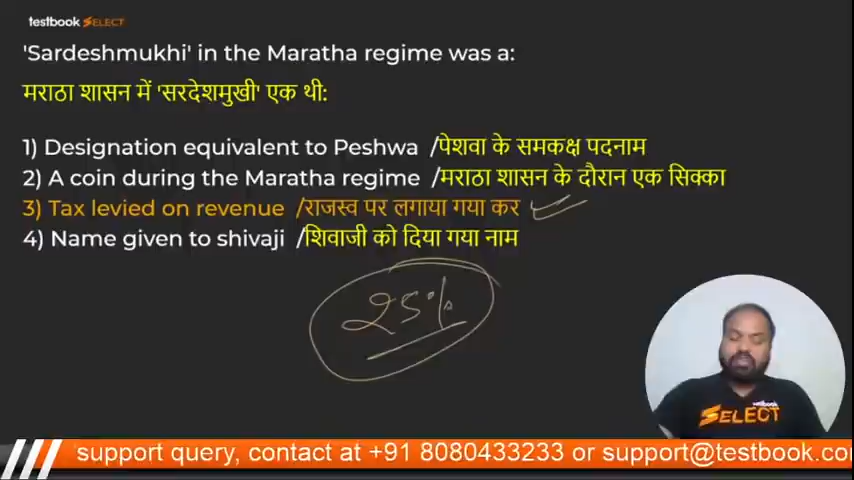 testbook SELECT
'Sardeshmukhi' in the Maratha regime was a:
मराठा शासन में 'सरदेशमुखी' एक थी:
1) Designation equivalent to Peshwa /पेशवा के समकक्ष पदनाम
2) A coin during the Maratha regime /मराठा शासन के दौरान एक सिक्का
3) Tax levied on revenue /राजस्व पर लगाया गया कर
4) Name given to shivaji /शिवाजी को दिया गया नाम
25%
testbook
SELECT
support query, contact at +91 8080433233 or support@testbook.co